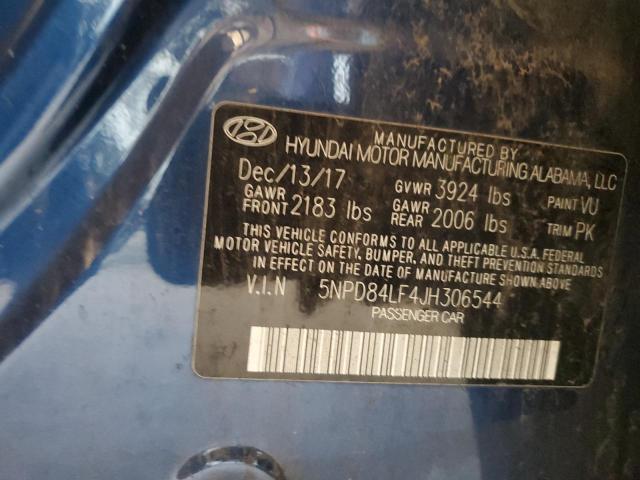 MANUFACTURED BY
HYUNDAI MOTOR MANUFACTURING ALABAMA, LLC
Dec/13/17 GVWR 3924 lbs PAINT VU
GAWR FRONT 2183 lbs GAWR REAR 2006 lbs TRIM PK
THIS VEHICLE CONFORMS TO ALL APPLICABLE U.S.A. FEDERAL
MOTOR VEHICLE SAFETY, BUMPER, AND THEFT PREVENTION STANDARDS
IN EFFECT ON THE DATE OF MANUFACTURE SHOWN ABOVE.
V.I.N 5NPD84LF4JH306544
PASSENGER CAR